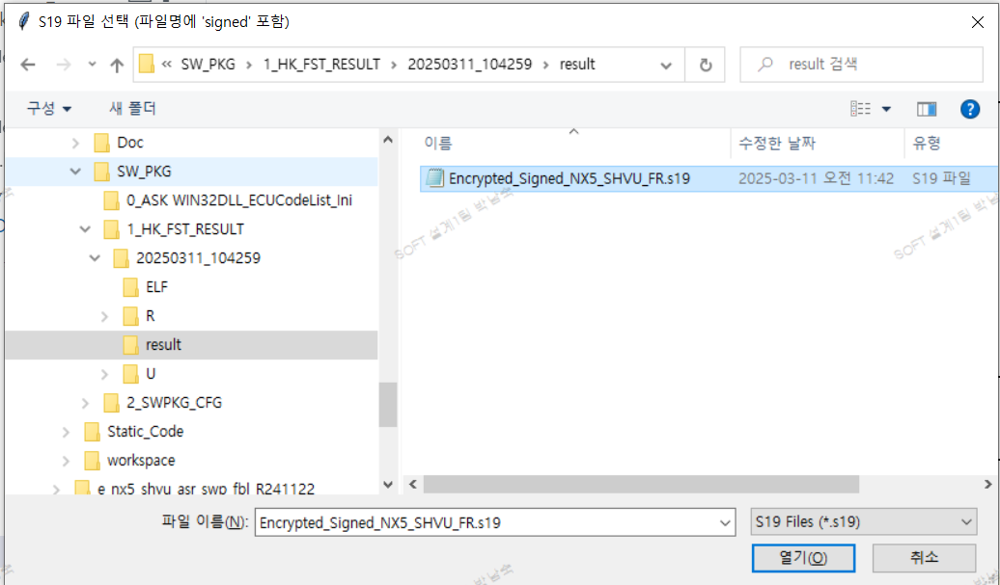 S19 파일 선택 (파일명에 'signed' 포함)
« SW_PKG › 1_HK_FST_RESULT › 20250311_104259 › result
result 검색
구성
새 폴더
?
Doc
SW_PKG
0_ASK WIN32DLL_ECUCodeList_Ini
1_HK_FST_RESULT
20250311_104259
ELF
R
result
U
2_SWPKG_CFG
Static_Code
workspace
e_nx5_shvu_asr_swp_fbl_R241122
이름 수정한 날짜 유형
Encrypted_Signed_NX5_SHVU_FR.s19 2025-03-11 오전 11:42 S19 파일
SOFT 설계1팀 박남숙
SOFT 설계1팀
파일 이름(N): Encrypted_Signed_NX5_SHVU_FR.s19
S19 Files (*.s19)
열기(O)
취소